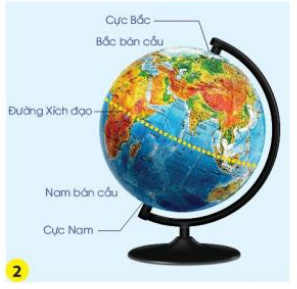 Cực Bắc
Bắc bán cầu
Đường Xích đạo
Nam bán cầu
Cực Nam
2